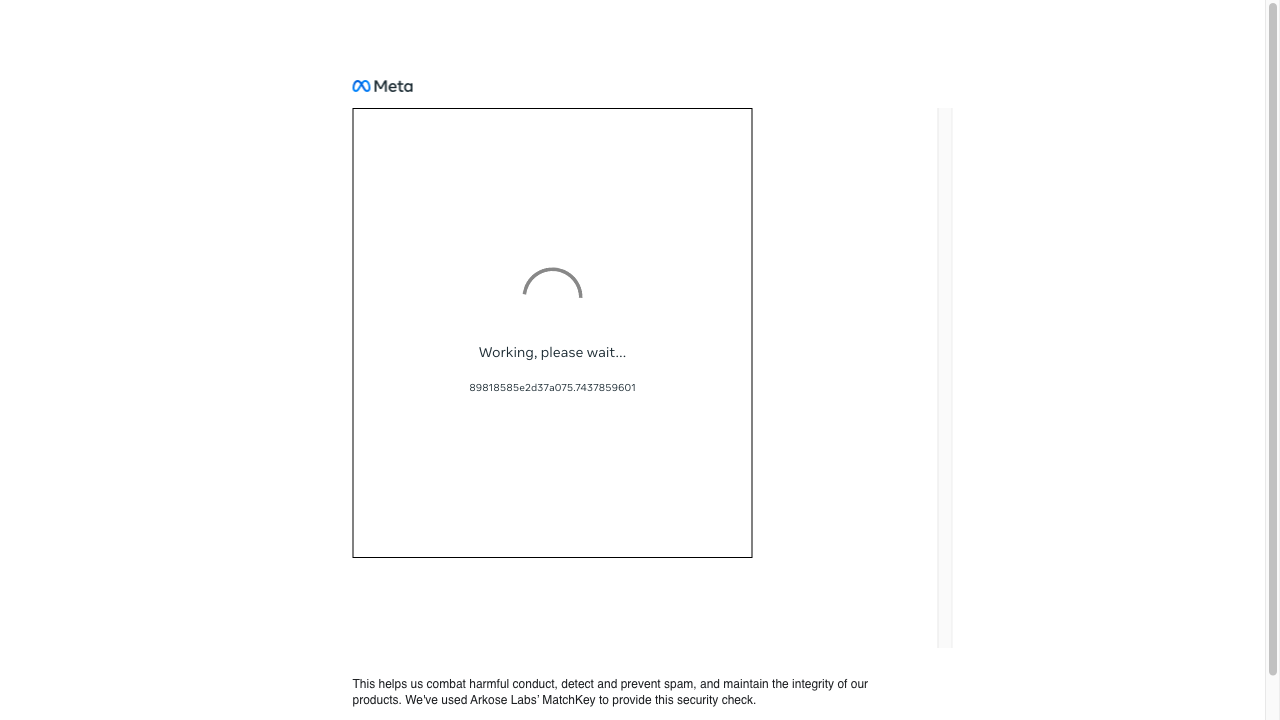 Meta
Working, please wait...
89818585e2d37a075.7437859601
This helps us combat harmful conduct, detect and prevent spam, and maintain the integrity of our
products. We've used Arkose Labs’ MatchKey to provide this security check.